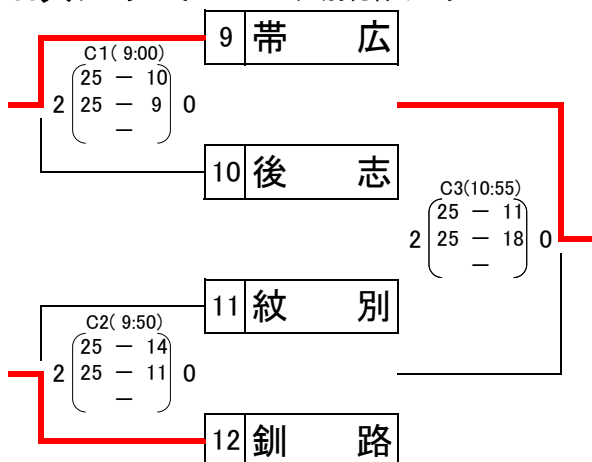 9 帯 広
C1( 9:00)
25 － 10
2 25 － 9 0
－
10 後 志
C3(10:55)
25 － 11
2 25 － 18 0
－
11 紋 別
C2( 9:50)
25 － 14
2 25 － 11 0
－
12 釧 路